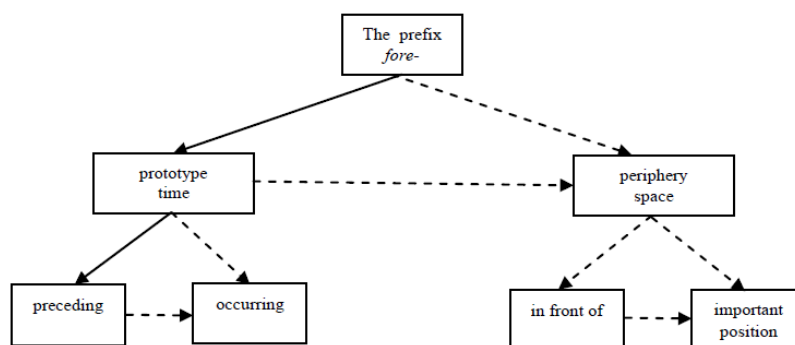 The prefix
fore-
prototype
time
periphery
space
preceding
occurring
in front of
important
position